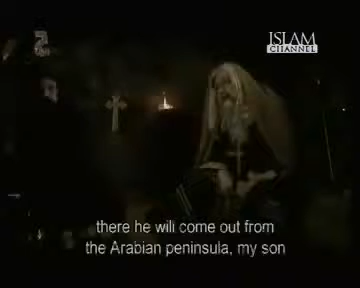 ISLAM
CHANNEL
there he will come out from
the Arabian peninsula, my son